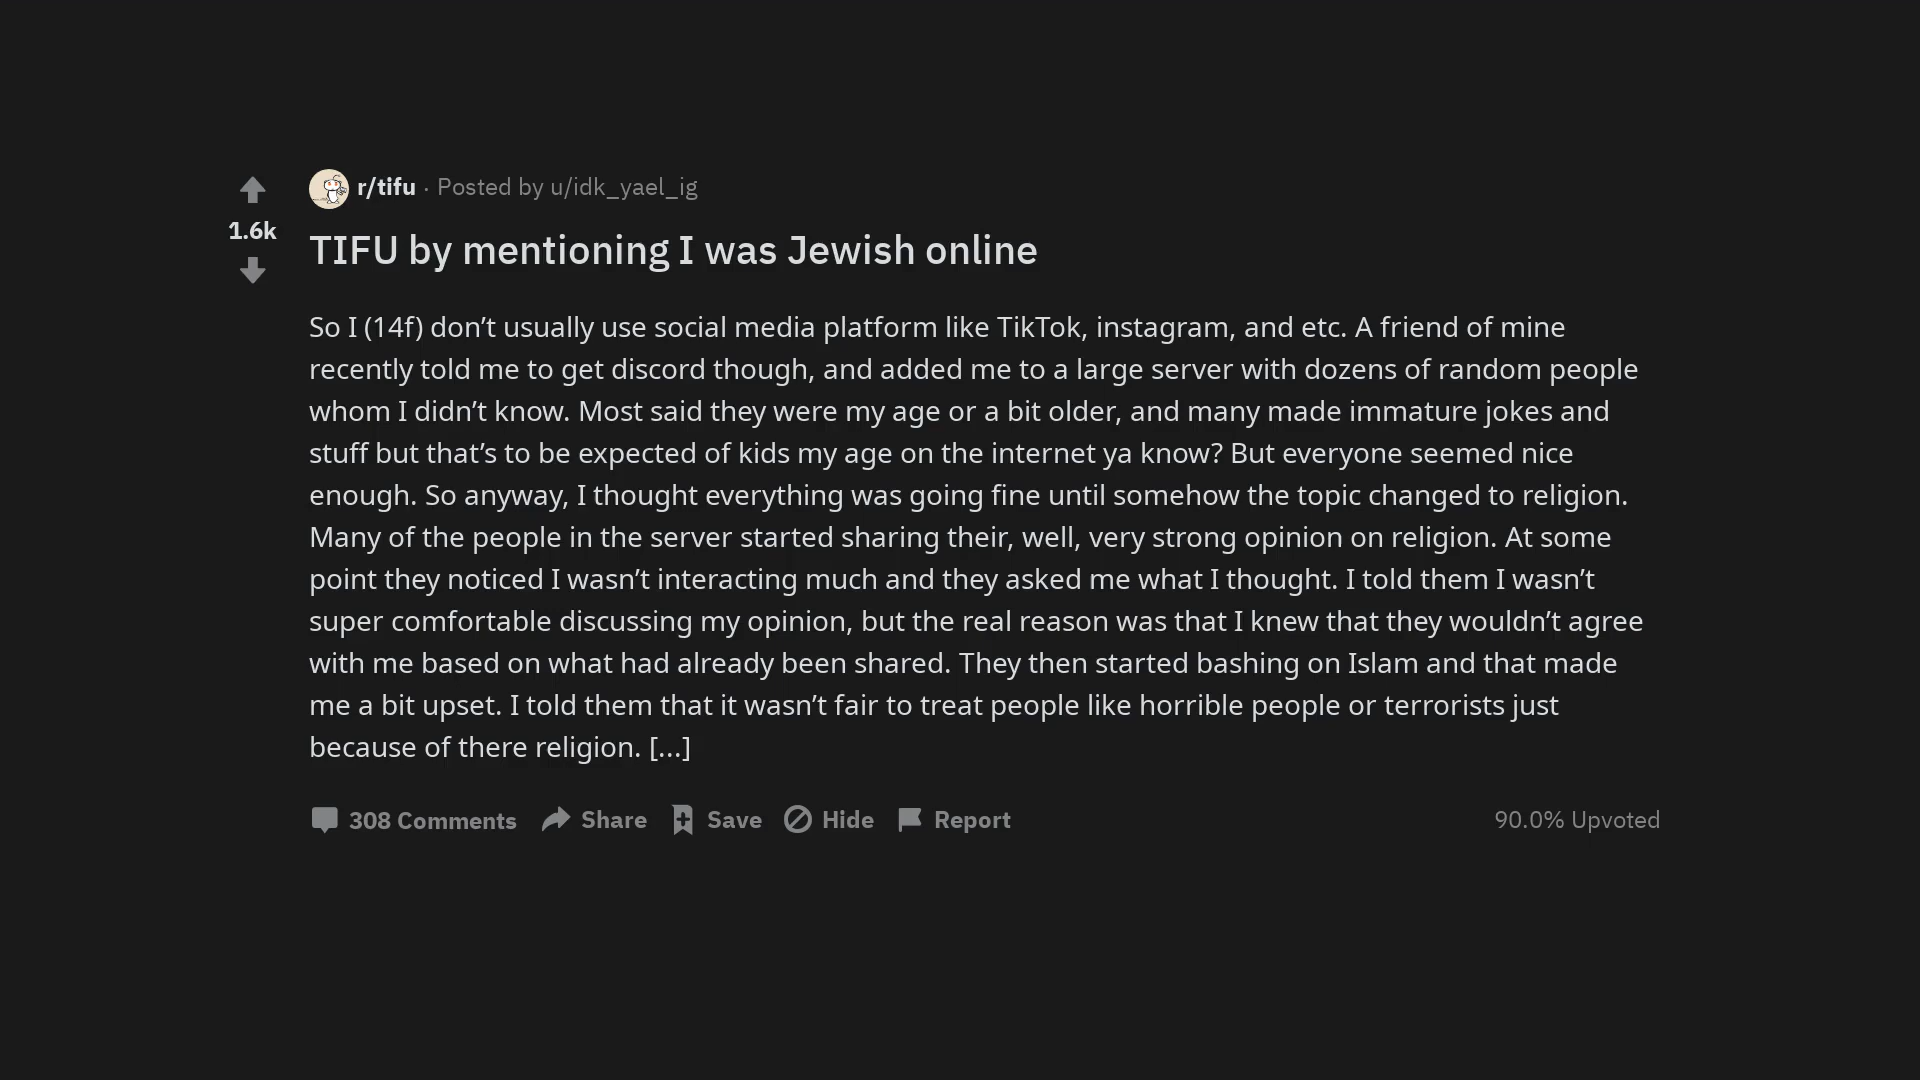 r/tifu · Posted by u/idk_yael_ig
1.6k
TIFU by mentioning I was Jewish online
So I (14f) don’t usually use social media platform like TikTok, instagram, and etc. A friend of mine
recently told me to get discord though, and added me to a large server with dozens of random people
whom I didn’t know. Most said they were my age or a bit older, and many made immature jokes and
stuff but that’s to be expected of kids my age on the internet ya know? But everyone seemed nice
enough. So anyway, I thought everything was going fine until somehow the topic changed to religion.
Many of the people in the server started sharing their, well, very strong opinion on religion. At some
point they noticed I wasn’t interacting much and they asked me what I thought. I told them I wasn’t
super comfortable discussing my opinion, but the real reason was that I knew that they wouldn’t agree
with me based on what had already been shared. They then started bashing on Islam and that made
me a bit upset. I told them that it wasn’t fair to treat people like horrible people or terrorists just
because of there religion. [...]
308 Comments Share Save Hide Report 90.0% Upvoted